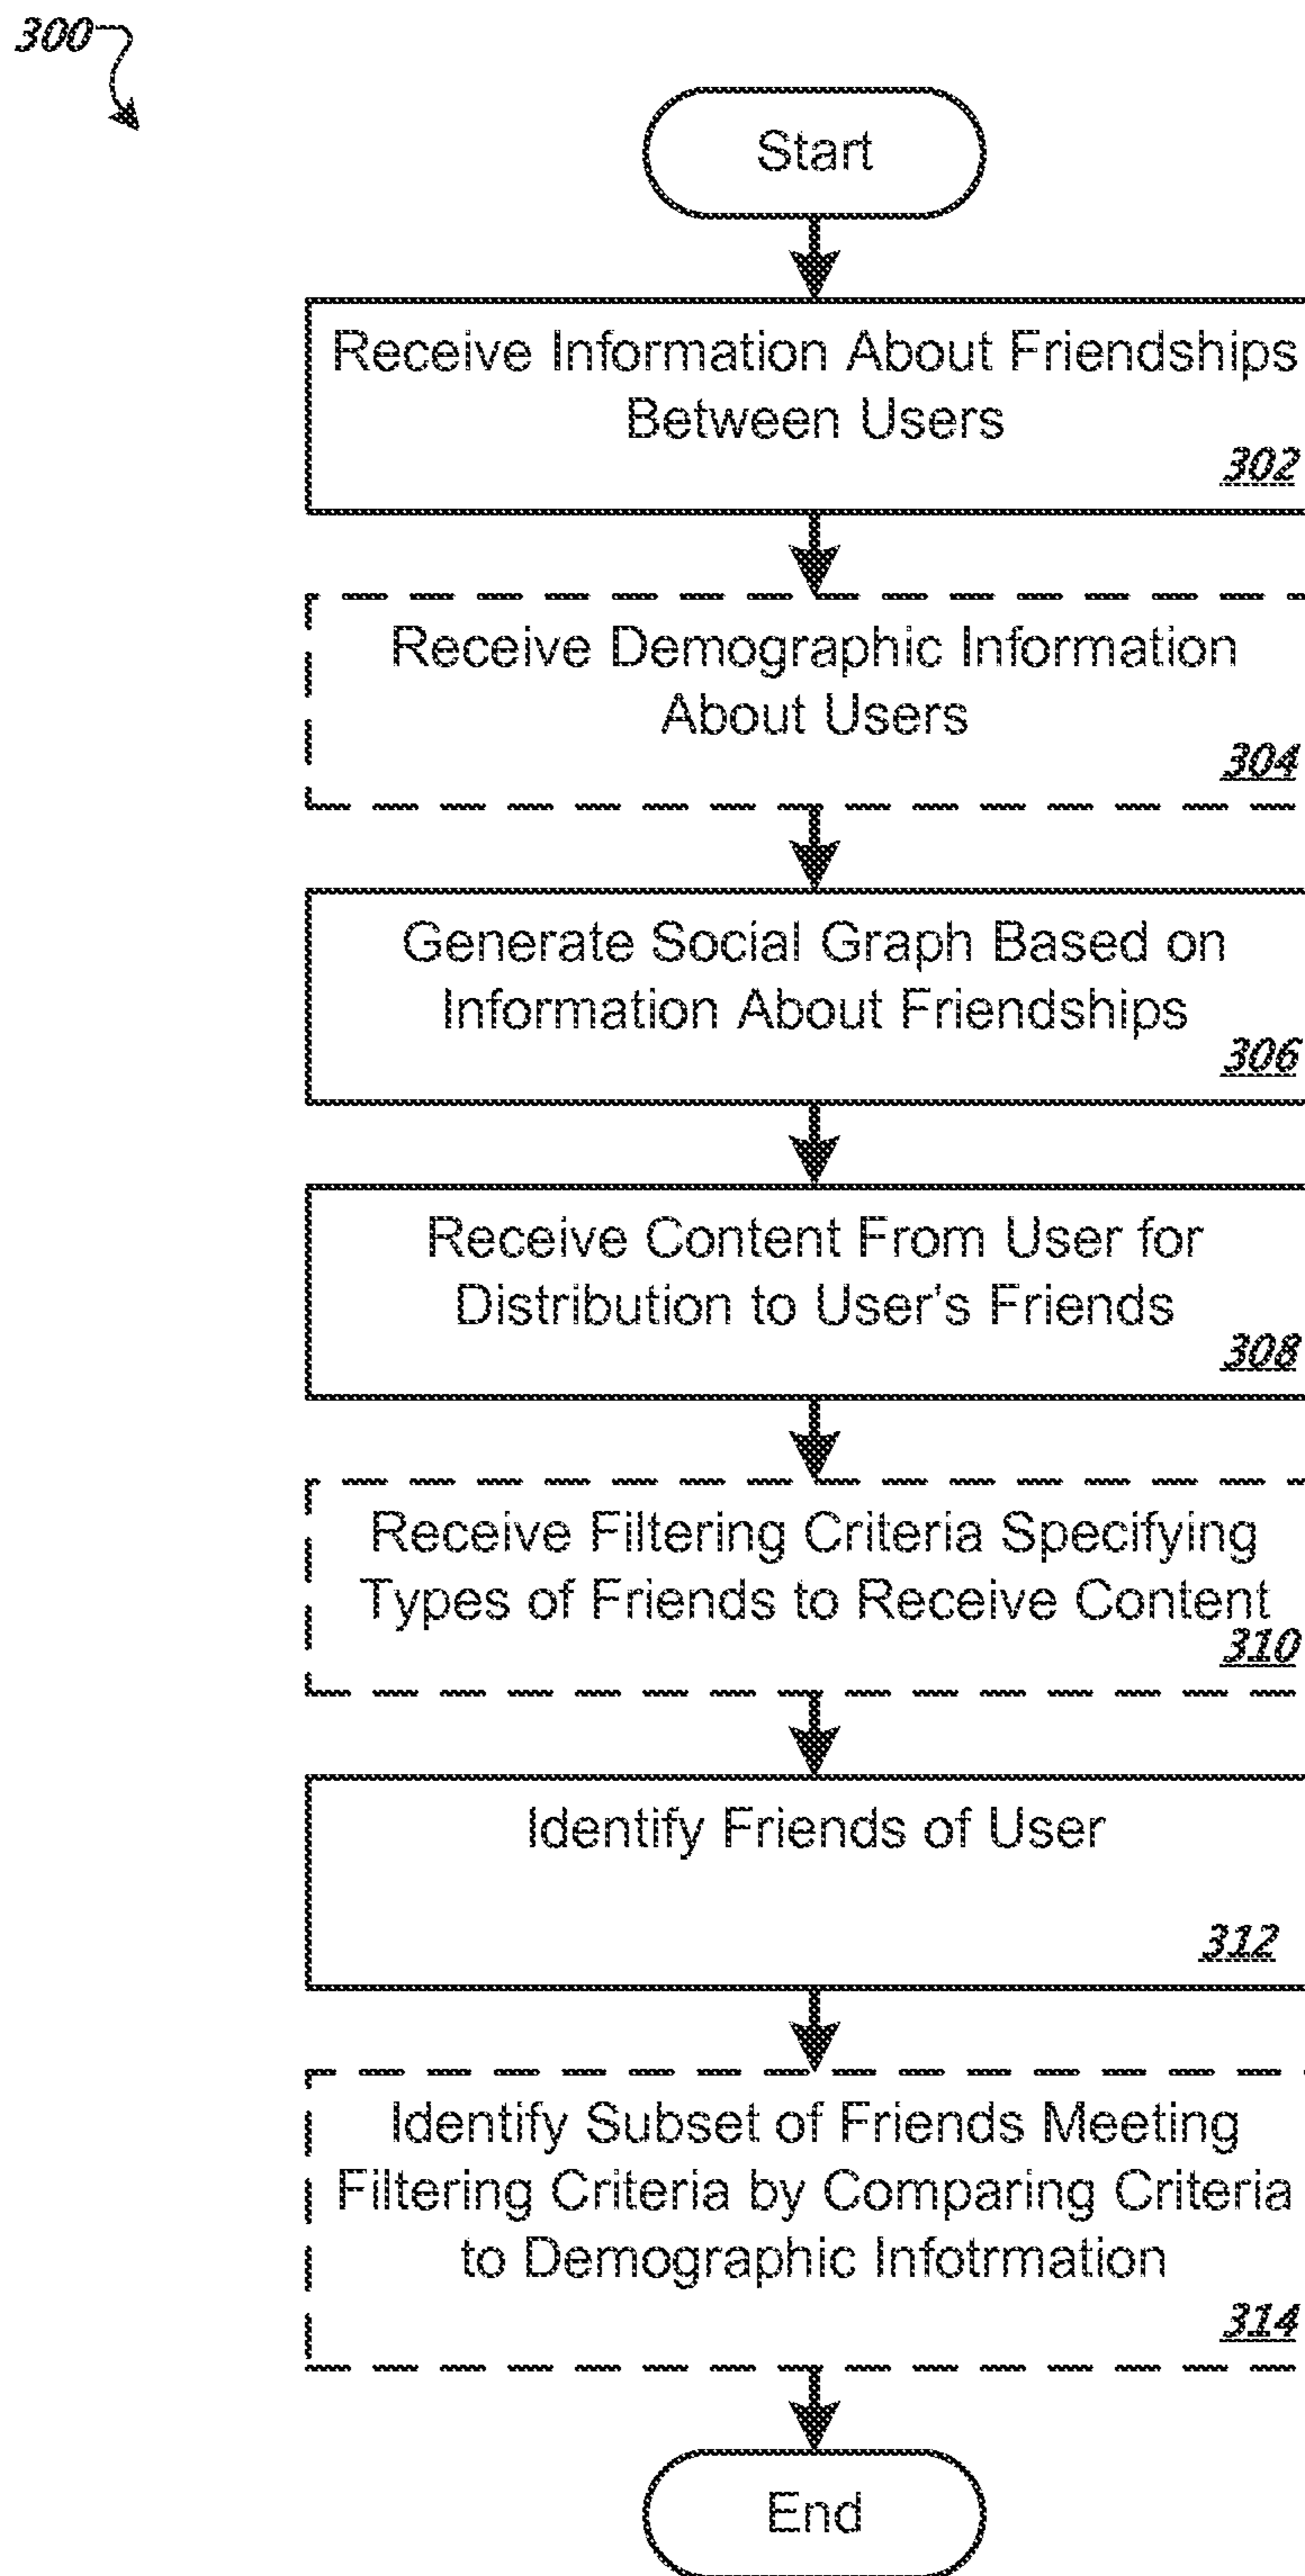 300
Start
Receive Information About Friendships
Between Users
302
Receive Demographic Information
About Users
304
Generate Social Graph Based on
Information About Friendships
306
Receive Content From User for
Distribution to User's Friends
308
Receive Filtering Criteria Specifying
Types of Friends to Receive Content
310
Identify Friends of User
312
Identify Subset of Friends Meeting
Filtering Criteria by Comparing Criteria
to Demographic Infotrmation
314
End